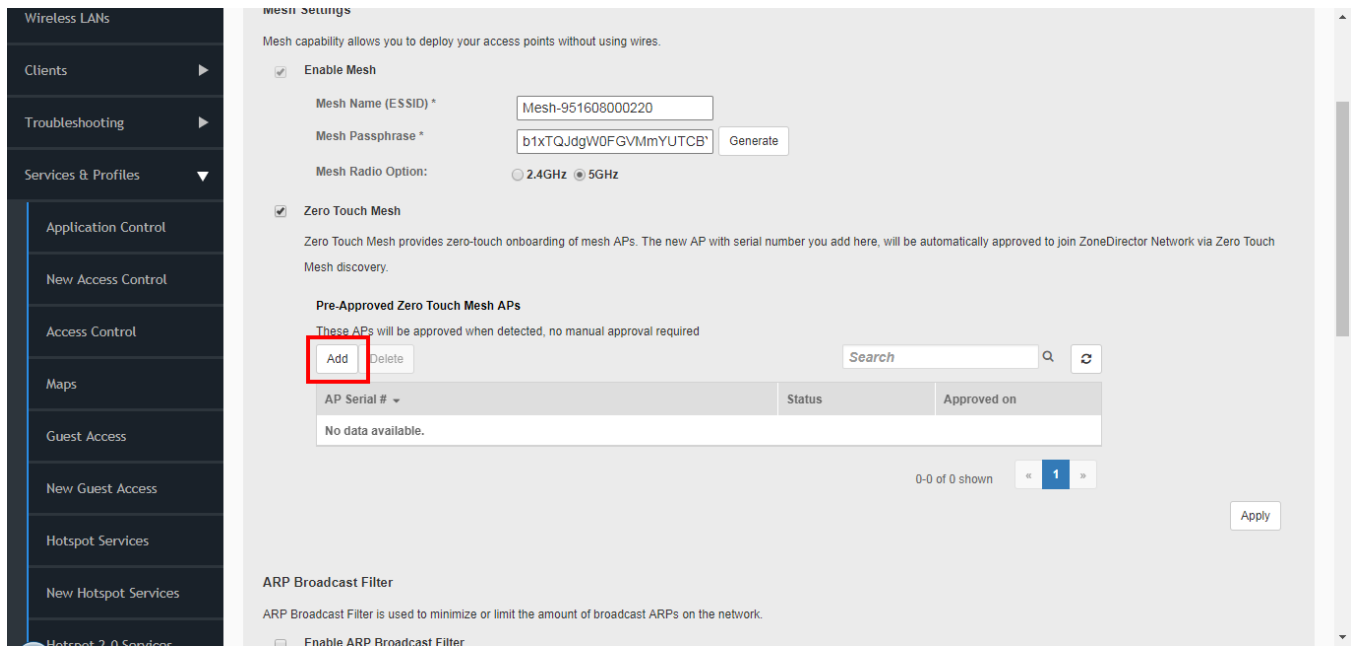 Wireless LANs
Clients
Troubleshooting
Services & Profiles
Application Control
New Access Control
Access Control
Maps
Guest Access
New Guest Access
Hotspot Services
New Hotspot Services
Hotspot 2.0 Services
Mesh Settings
Mesh capability allows you to deploy your access points without using wires.
Enable Mesh
Mesh Name (ESSID) *
Mesh-951608000220
Mesh Passphrase *
b1xTQJdgW0FGVMmYUTCBY
Generate
Mesh Radio Option:
2.4GHz 5GHz
Zero Touch Mesh
Zero Touch Mesh provides zero-touch onboarding of mesh APs. The new AP with serial number you add here, will be automatically approved to join ZoneDirector Network via Zero Touch
Mesh discovery.
Pre-Approved Zero Touch Mesh APs
These APs will be approved when detected, no manual approval required
Add Delete Search
AP Serial # Status Approved on
No data available.
0-0 of 0 shown « 1 »
Apply
ARP Broadcast Filter
ARP Broadcast Filter is used to minimize or limit the amount of broadcast ARPs on the network.
Enable ARP Broadcast Filter